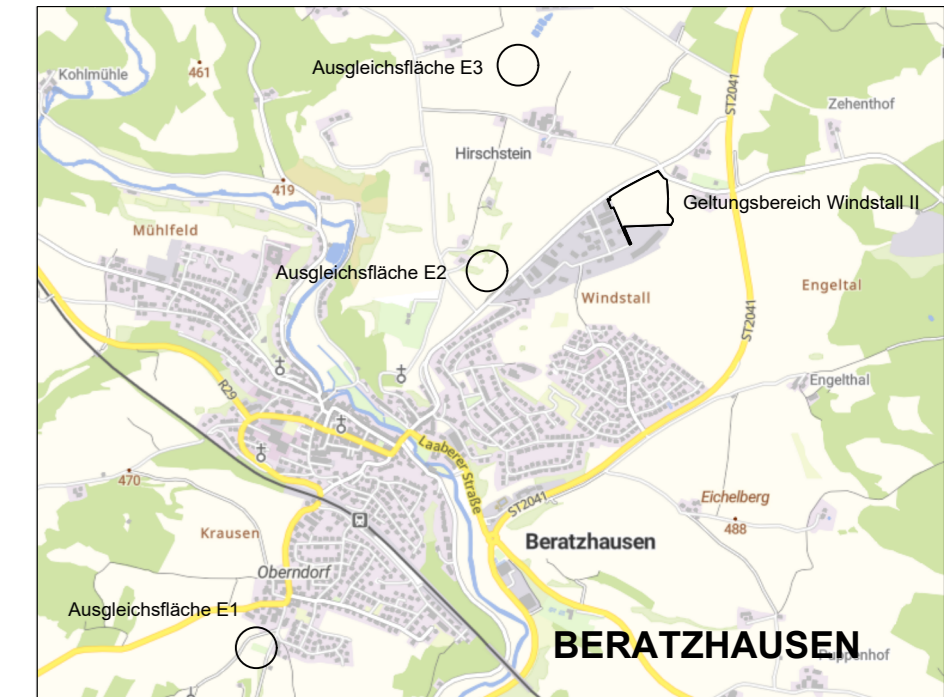 Ausgleichsfläche E3
Kohlmühle
461
ST2041
Zehenthof
Hirschstein
419
Geltungsbereich Windstall II
Mühlfeld
Ausgleichsfläche E2
Windstall
Engeltal
ST2041
Engelthal
R29
Laaberer Straße
470
ST2041
Eichelberg
488
Krausen
Beratzhausen
Oberndorf
Ausgleichsfläche E1
BERATZHAUSEN